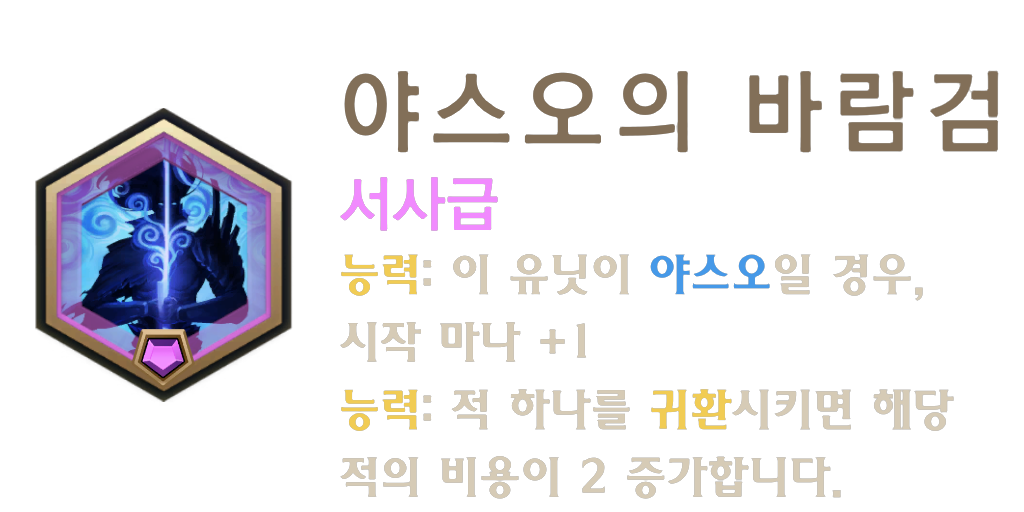 야스오의 바람검
서사급
능력: 이 유닛이 야스오일 경우,
시작 마나 +1
능력: 적 하나를 귀환시키면 해당
적의 비용이 2 증가합니다.